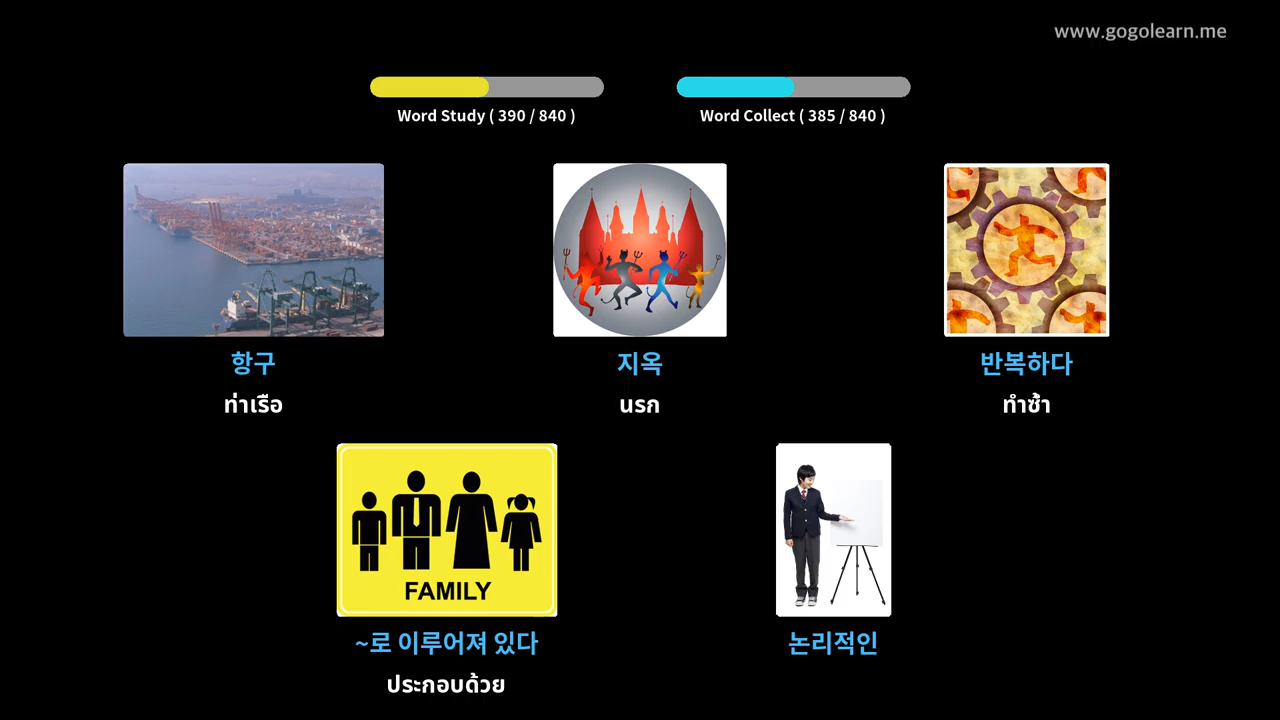 www.gogolearn.me
Word Study ( 390 / 840 )
Word Collect ( 385 / 840 )
항구
지옥
반복하다
ท่าเรือ
นรก
ทำซ้ำ
FAMILY
~로 이루어져 있다
논리적인
ประกอบด้วย